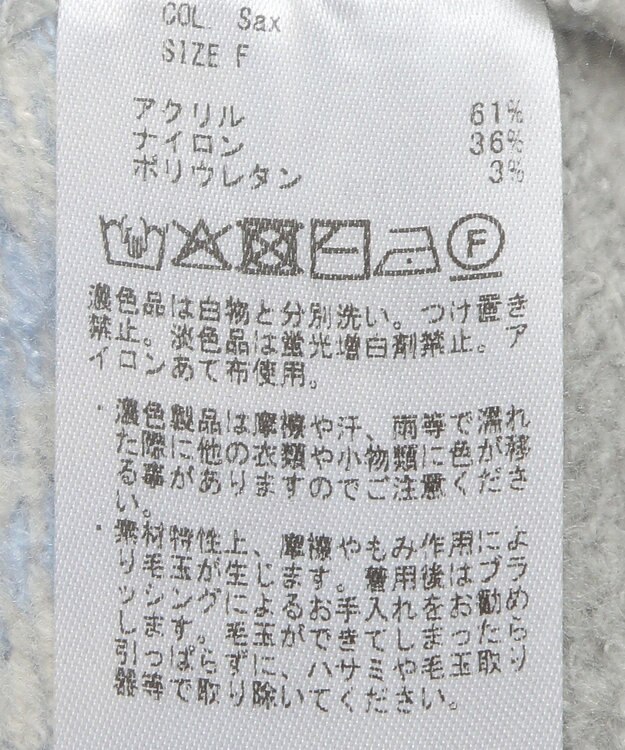 COL. Sax
SIZE F
アクリル 61%
ナイロン 36%
ポリウレタン 3%
F
濃色品は白物と分別洗い。つけ置き
禁止。淡色品は蛍光増白剤禁止。ア
イロンあて布使用。
・濃色製品は摩擦や汗、雨等で濡れ
た際に他の衣類や小物類に色が移
る事がありますのでご注意くださ
い。
・素材特性上、摩擦やもみ作用によ
り毛玉が生じます。着用後はブラ
ッシングによるお手入れをお勧め
します。毛玉ができてしまったら
引っぱらずに、ハサミや毛玉取り
器等で取り除いてください。